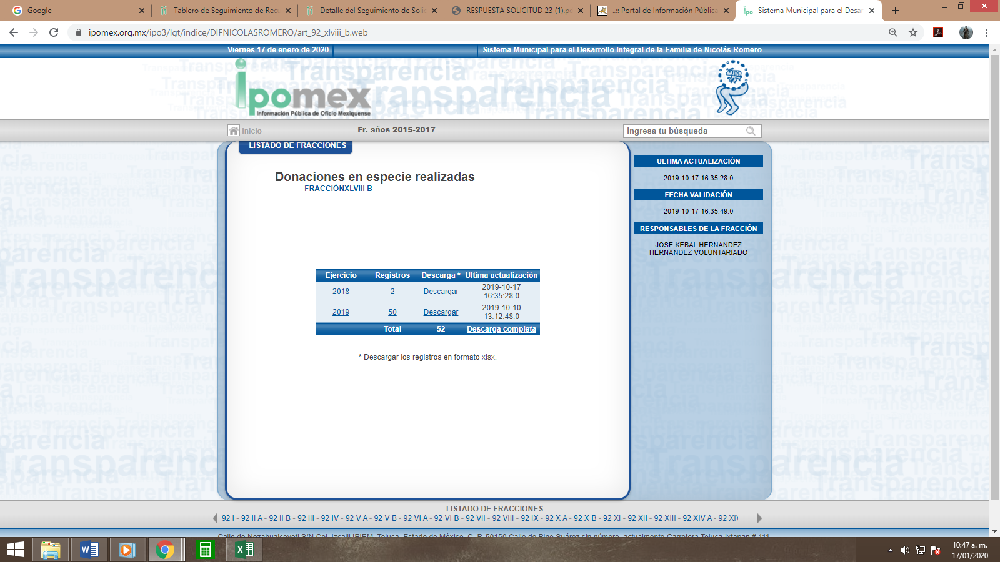 Google
Tablero de Seguimiento de Recu
Detalle del Seguimiento de Solic
RESPUESTA SOLICITUD 23 (1).pd
..:: Portal de Información Pública
Sistema Municipal para el Desar
ipomex.org.mx/ipo3/lgt/indice/DIFNICOLASROMERO/art_92_xlviii_b.web
Viernes 17 de enero de 2020
Sistema Municipal para el Desarrollo Integral de la Familia de Nicolás Romero
ipomex
Información Pública de Oficio Mexiquense
Transparencia
Inicio
Fr. años 2015-2017
Ingresa tu búsqueda
LISTADO DE FRACCIONES
Donaciones en especie realizadas
FRACCIÓNXLVIII B
ULTIMA ACTUALIZACIÓN
2019-10-17 16:35:28.0
FECHA VALIDACIÓN
2019-10-17 16:35:49.0
RESPONSABLES DE LA FRACCIÓN
JOSE KEBAL HERNANDEZ
HERNANDEZ VOLUNTARIADO
Ejercicio Registros Descarga * Ultima actualización
2018 2 Descargar 2019-10-17
16:35:28.0
2019 50 Descargar 2019-10-10
13:12:48.0
Total 52 Descarga completa
* Descargar los registros en formato xlsx.
LISTADO DE FRACCIONES
92 I - 92 II A - 92 II B - 92 III - 92 IV - 92 V A - 92 V B - 92 VI A - 92 VI B - 92 VII - 92 VIII - 92 IX - 92 X A - 92 X B - 92 XI - 92 XII - 92 XIII - 92 XIV A - 92 XIV
Calle de Nezahualcoyotl S/N Col. Izcalli IPIEM, Toluca, Estado de México, C. P. 50150 Calle de Pino Suárez sin número, actualmente Carretera Toluca-Ixtapan # 111
10:47 a. m.
17/01/2020